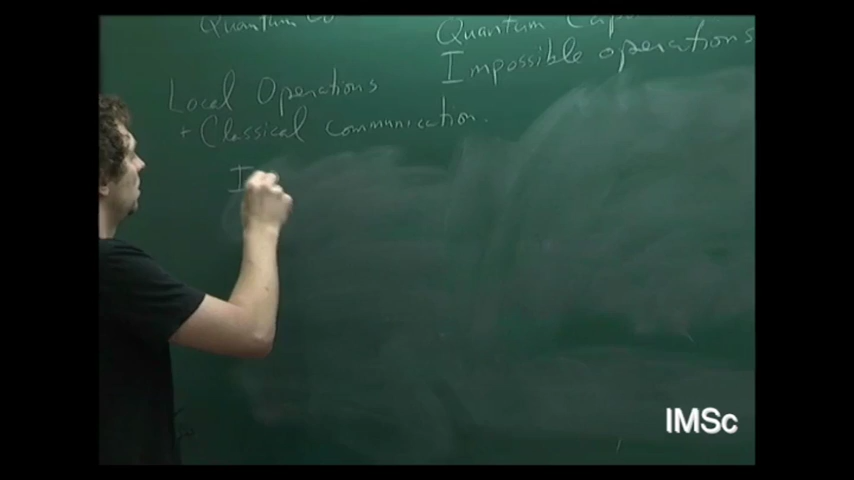 Quantum
Quantum
Impossible operations
Local Operations
+ Classical communication.
I
IMSc